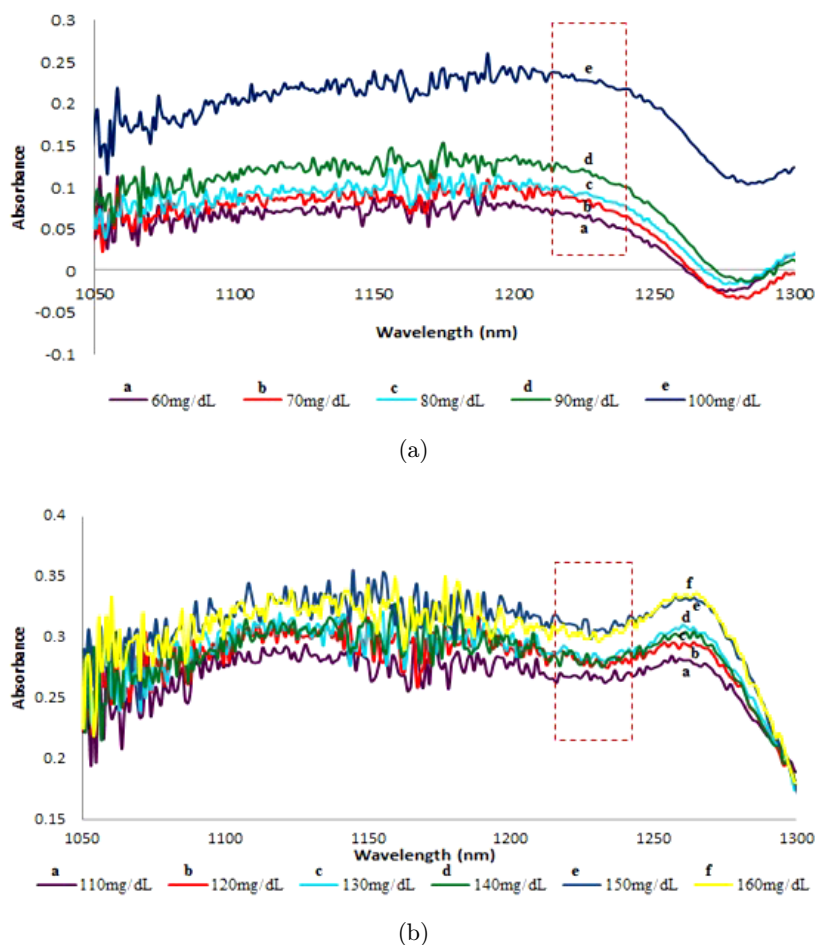 0.3
0.25
0.2
0.15
0.1
0.05
0
-0.05
-0.1
Absorbance
e
d
c
b
a
1050 1100 1150 1200 1250 1300
Wavelength (nm)
a b c d e
60mg/dL 70mg/dL 80mg/dL 90mg/dL 100mg/dL
(a)
0.4
0.35
0.3
0.25
0.2
0.15
Absorbance
f
e
d
c
b
a
1050 1100 1150 1200 1250 1300
Wavelength (nm)
a b c d e f
110mg/dL 120mg/dL 130mg/dL 140mg/dL 150mg/dL 160mg/dL
(b)